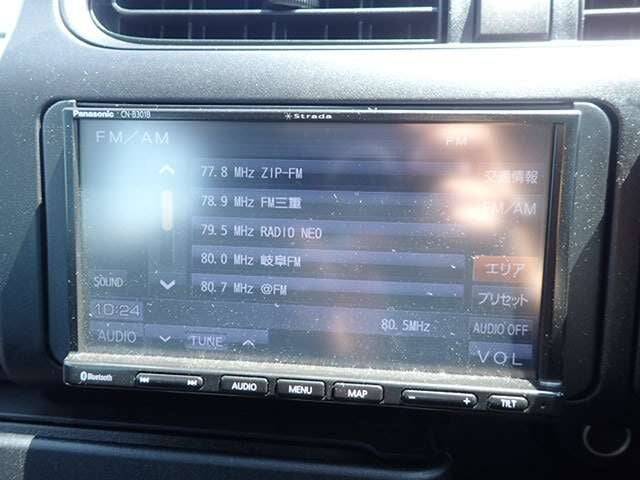 Panasonic CN-B301B
Strada
FM/AM
FM
77.8 MHz ZIP-FM
交通情報
78.9 MHz FM三重
FM/AM
79.5 MHz RADIO NEO
80.0 MHz 岐阜FM
エリア
SOUND
80.7 MHz @FM
プリセット
10:24
80.5MHz
AUDIO OFF
AUDIO
TUNE
VOL
Bluetooth
AUDIO
MENU
MAP
− +
TILT